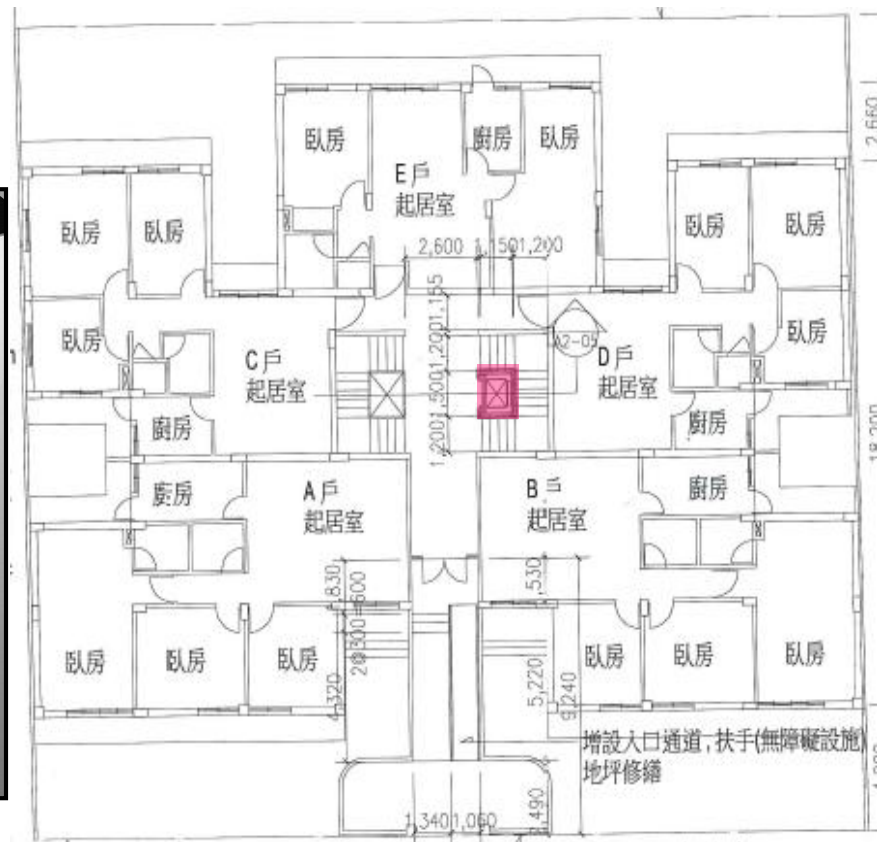 臥房
廚房
臥房
E戶
起居室
2,660
臥房
臥房
臥房
臥房
2,600
1,150
1,200
1,155
臥房
C戶
起居室
1,200
A2-05
D戶
起居室
臥房
1,500
廚房
1,200
廚房
18,200
廚房
A戶
起居室
B戶
起居室
廚房
臥房
臥房
臥房
臥房
臥房
臥房
2@300=600
4,320
5,220
9,240
增設入口通道,扶手(無障礙設施)
地坪修繕
1,340
1,060